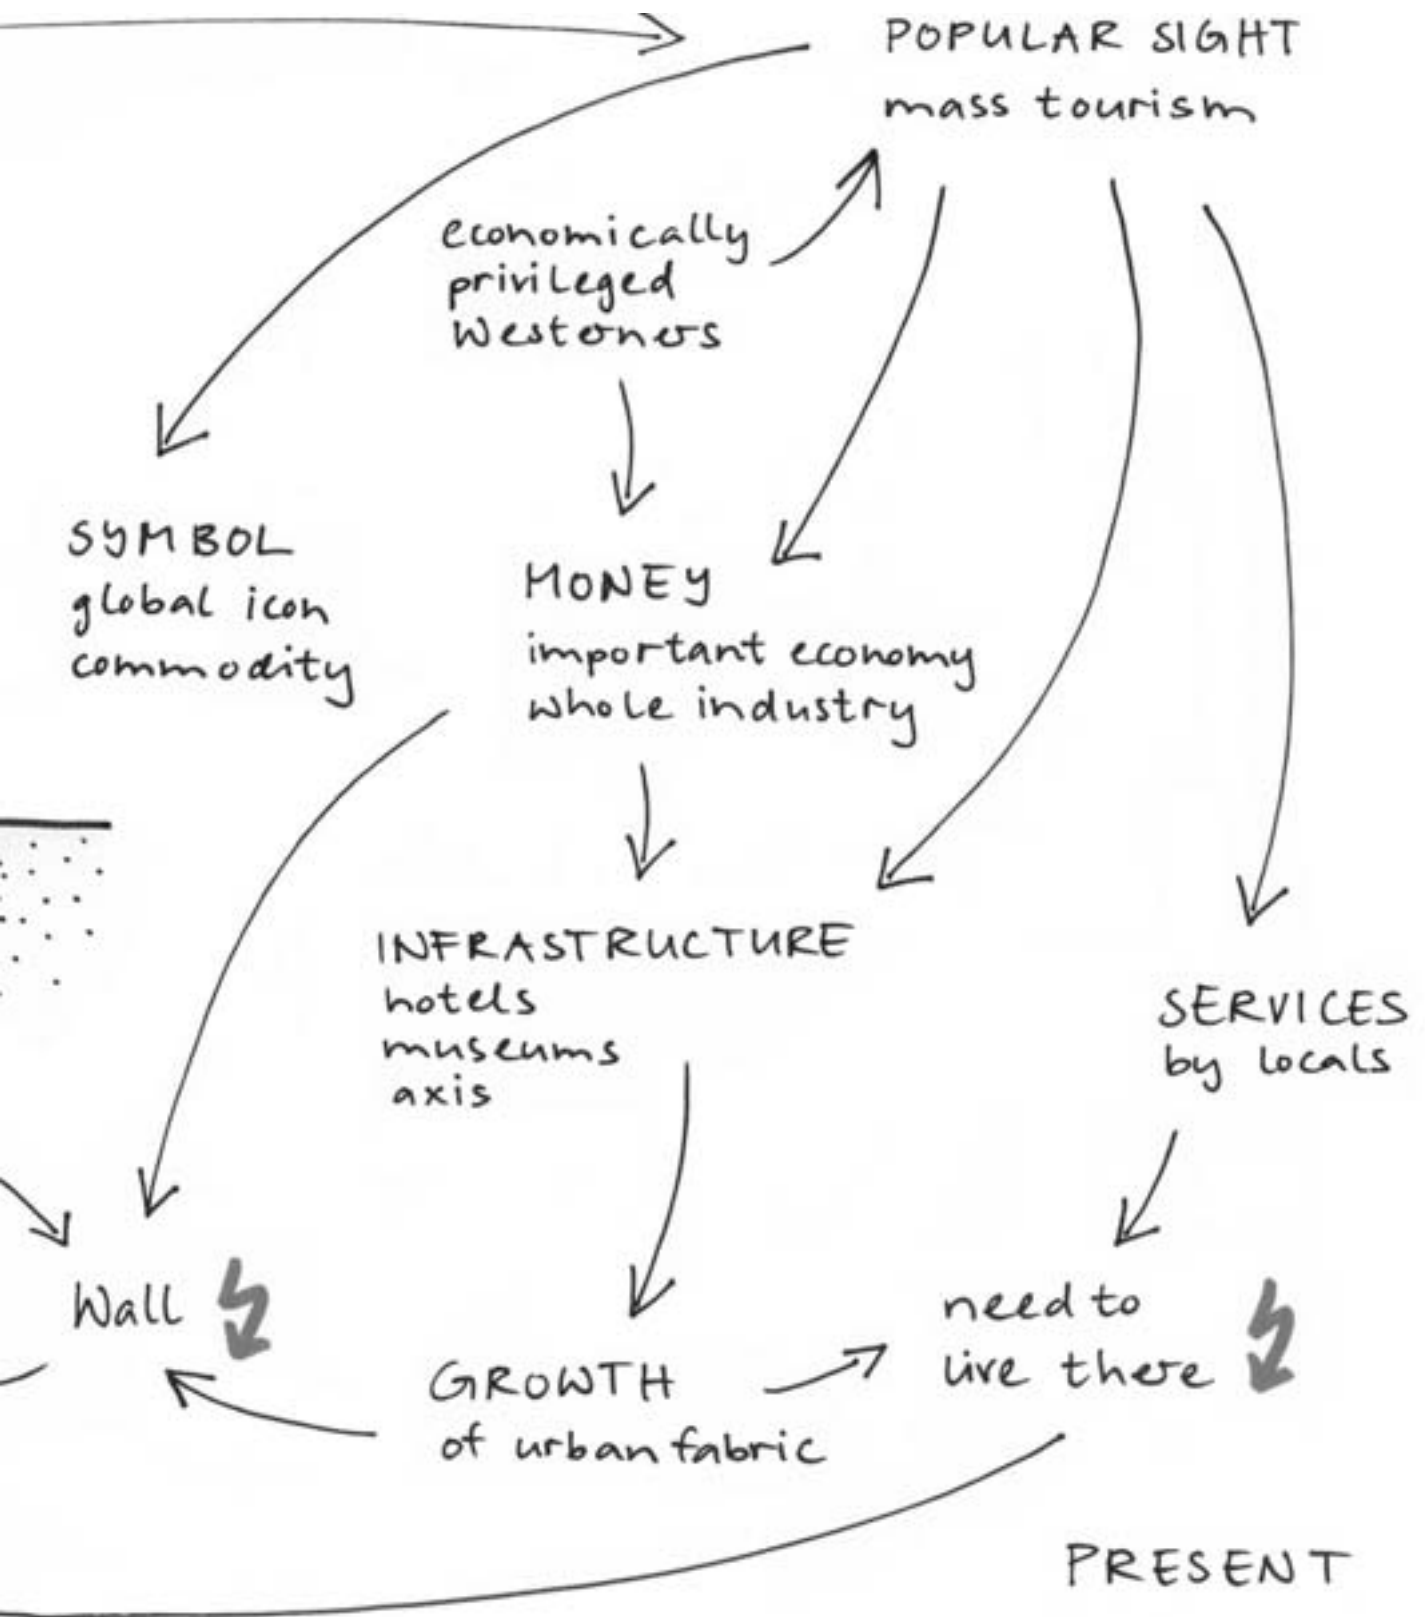 POPULAR SIGHT
mass tourism
economically
privileged
Westerners
SYMBOL
global icon
commodity
MONEY
important economy
whole industry
INFRASTRUCTURE
hotels
museums
axis
SERVICES
by locals
Wall
GROWTH
of urban fabric
need to
live there
PRESENT